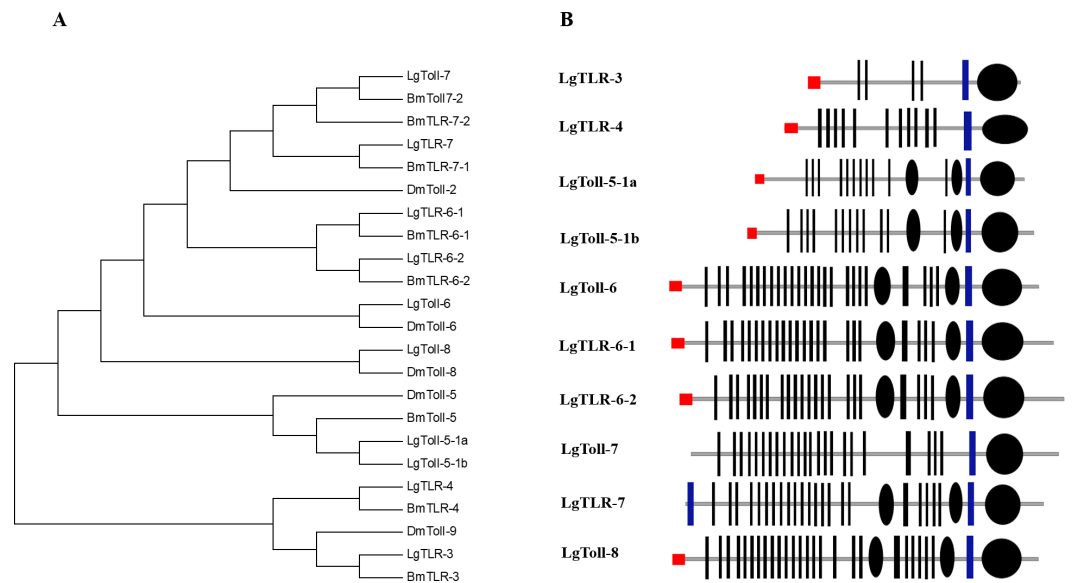 A
LgToll-7
BmToll7-2
BmTLR-7-2
LgTLR-7
BmTLR-7-1
DmToll-2
LgTLR-6-1
BmTLR-6-1
LgTLR-6-2
BmTLR-6-2
LgToll-6
DmToll-6
LgToll-8
DmToll-8
DmToll-5
BmToll-5
LgToll-5-1a
LgToll-5-1b
LgTLR-4
BmTLR-4
DmToll-9
LgTLR-3
BmTLR-3
B
LgTLR-3
LgTLR-4
LgToll-5-1a
LgToll-5-1b
LgToll-6
LgTLR-6-1
LgTLR-6-2
LgToll-7
LgTLR-7
LgToll-8